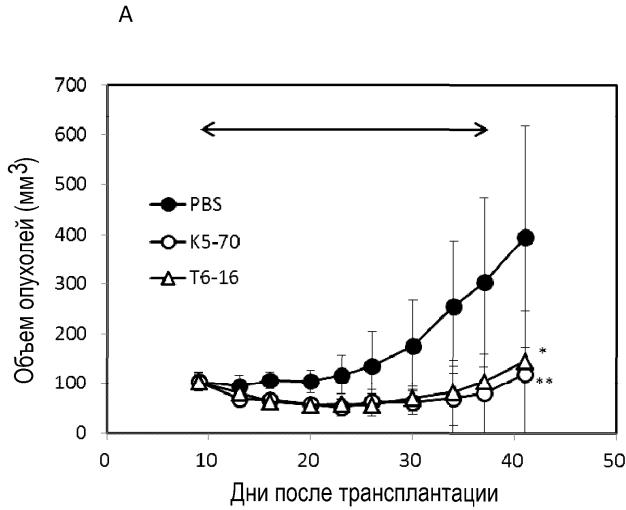 A
700
600
500
400
300
200
100
0
PBS
K5-70
T6-16
*
**
0 10 20 30 40 50
Объем опухолей (мм³)
Дни после трансплантации